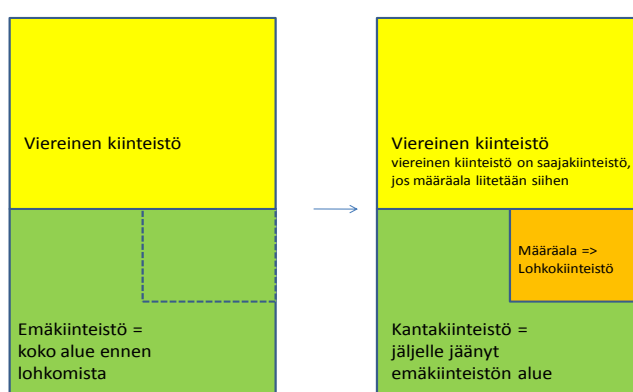 Viereinen kiinteistö
Emäkiinteistö =
koko alue ennen
lohkomista
Viereinen kiinteistö
viereinen kiinteistö on saajakiinteistö,
jos määräala liitetään siihen
Määräala =>
Lohkokiinteistö
Kantakiinteistö =
jäljelle jäänyt
emäkiinteistön alue